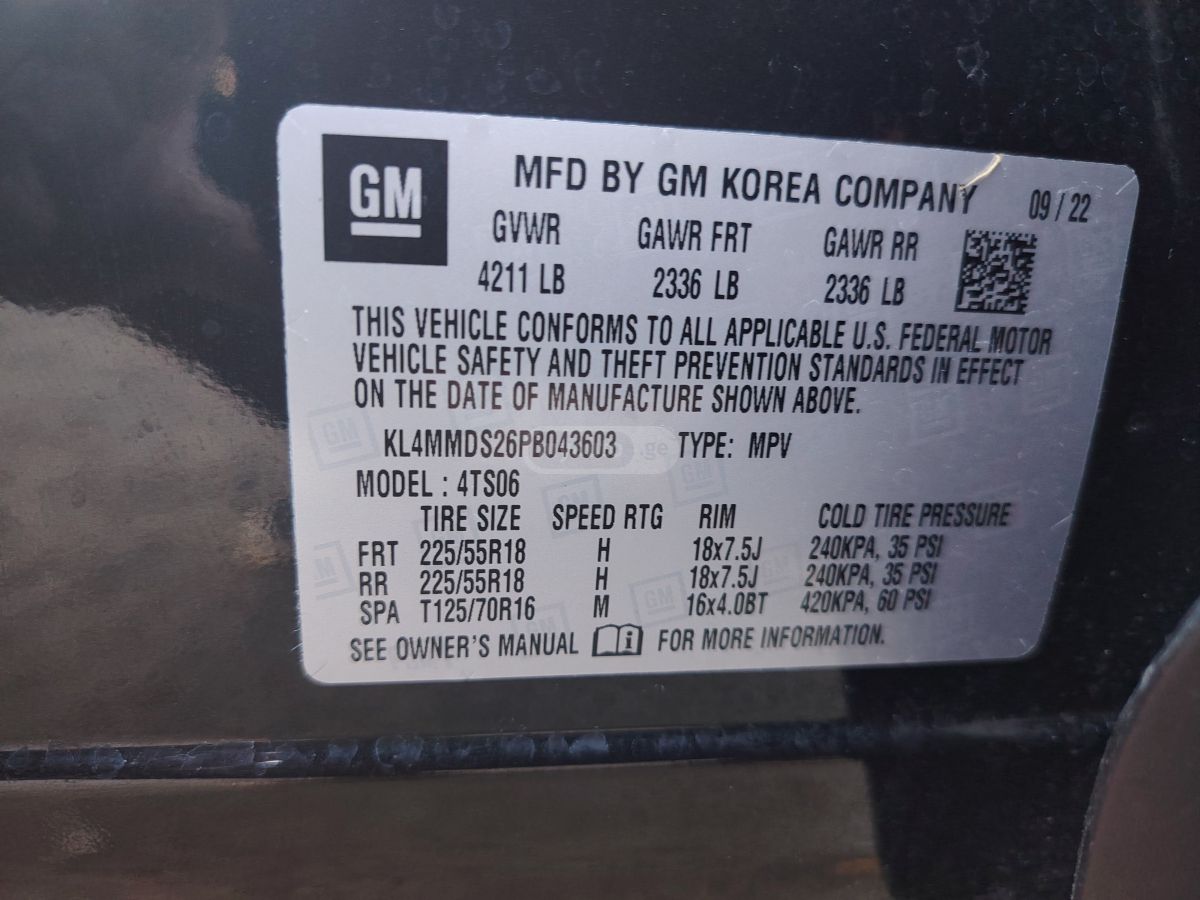 GM
MFD BY GM KOREA COMPANY 09 / 22
GVWR GAWR FRT GAWR RR
4211 LB 2336 LB 2336 LB
THIS VEHICLE CONFORMS TO ALL APPLICABLE U.S. FEDERAL MOTOR
VEHICLE SAFETY AND THEFT PREVENTION STANDARDS IN EFFECT
ON THE DATE OF MANUFACTURE SHOWN ABOVE.
KL4MMDS26PB043603 .ge TYPE: MPV
MODEL : 4TS06
TIRE SIZE SPEED RTG RIM COLD TIRE PRESSURE
FRT 225/55R18 H 18x7.5J 240KPA, 35 PSI
RR 225/55R18 H 18x7.5J 240KPA, 35 PSI
SPA T125/70R16 M 16x4.0BT 420KPA, 60 PSI
SEE OWNER'S MANUAL i FOR MORE INFORMATION.